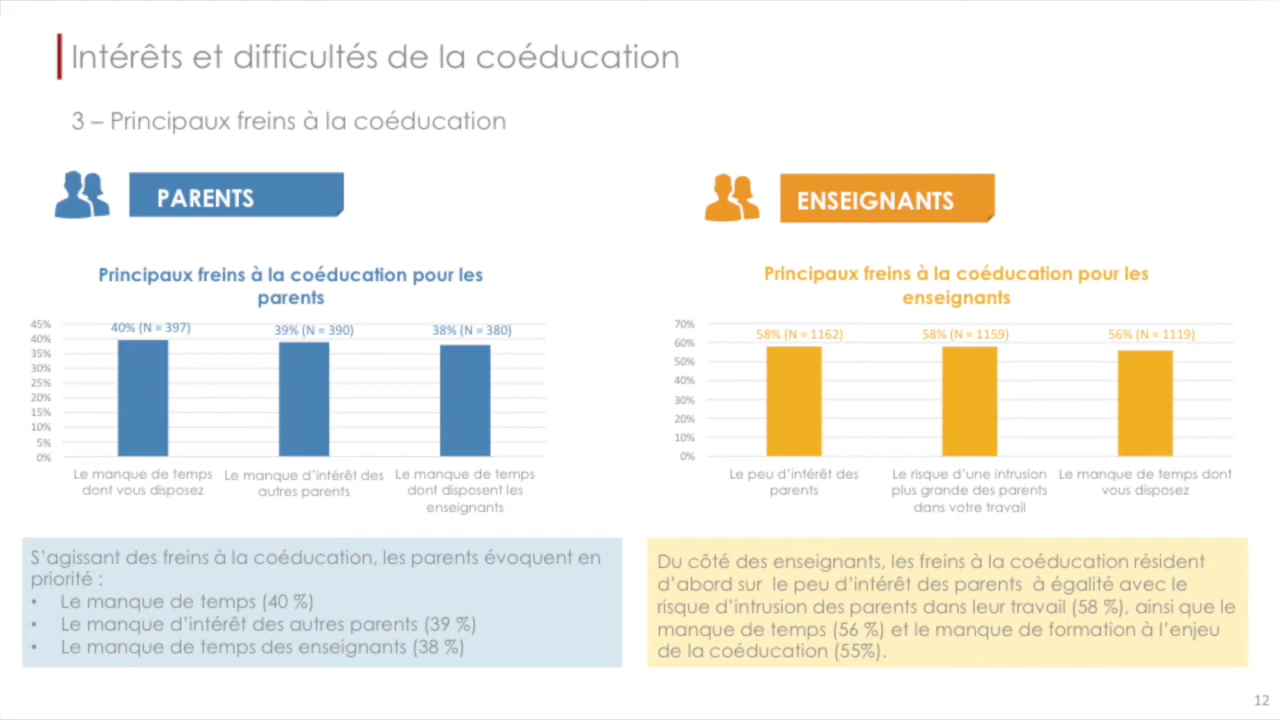 Intérêts et difficultés de la coéducation
3 – Principaux freins à la coéducation
PARENTS
Principaux freins à la coéducation pour les
parents
45%
40%
35%
30%
25%
20%
15%
10%
5%
0%
40% (N = 397)
39% (N = 390)
38% (N = 380)
Le manque de temps
dont vous disposez
Le manque d'intérêt des
autres parents
Le manque de temps
dont disposent les
enseignants
S'agissant des freins à la coéducation, les parents évoquent en
priorité :
• Le manque de temps (40 %)
• Le manque d'intérêt des autres parents (39 %)
• Le manque de temps des enseignants (38 %)
ENSEIGNANTS
Principaux freins à la coéducation pour les
enseignants
70%
60%
50%
40%
30%
20%
10%
0%
58% (N = 1162)
58% (N = 1159)
56% (N = 1119)
Le peu d'intérêt des
parents
Le risque d'une intrusion
plus grande des parents
dans votre travail
Le manque de temps dont
vous disposez
Du côté des enseignants, les freins à la coéducation résident
d'abord sur le peu d'intérêt des parents à égalité avec le
risque d'intrusion des parents dans leur travail (58 %), ainsi que le
manque de temps (56 %) et le manque de formation à l'enjeu
de la coéducation (55%).
12